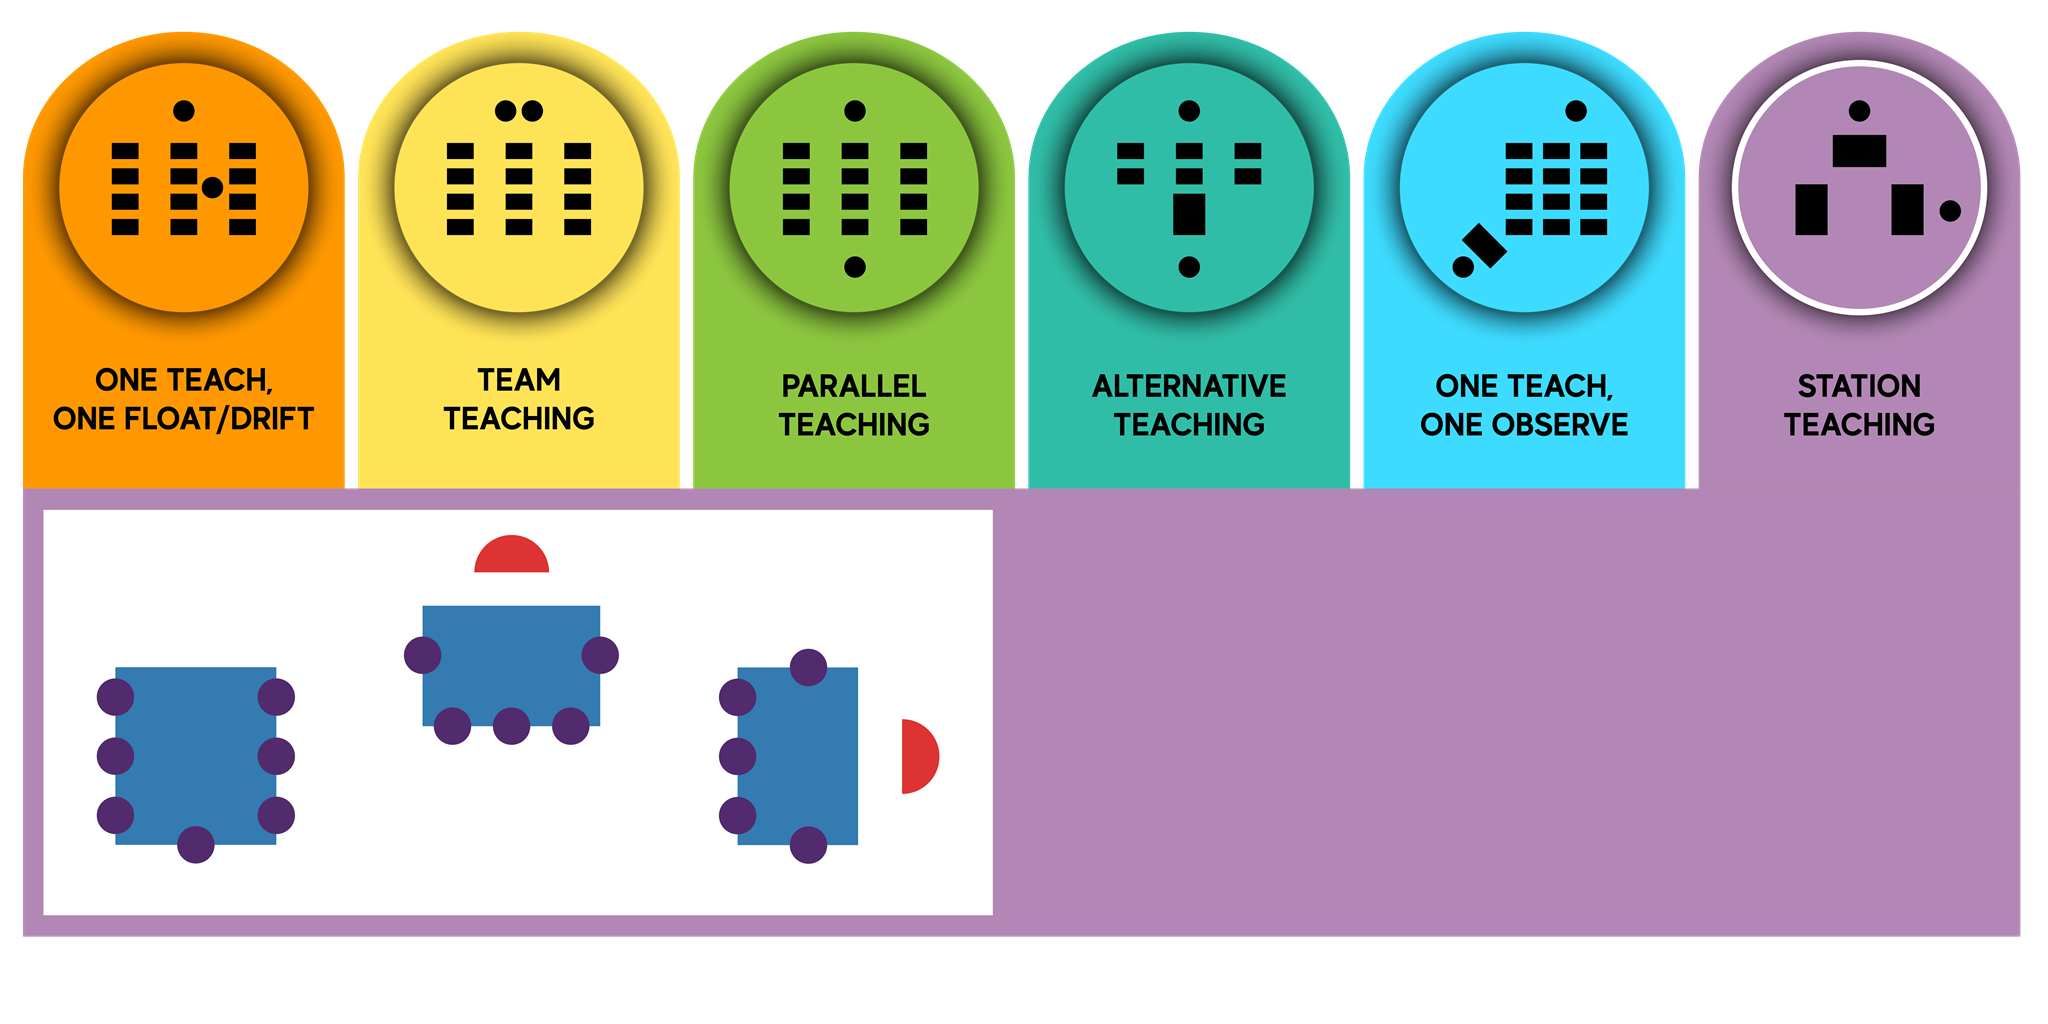 ONE TEACH,
ONE FLOAT/DRIFT
TEAM
TEACHING
PARALLEL
TEACHING
ALTERNATIVE
TEACHING
ONE TEACH,
ONE OBSERVE
STATION
TEACHING